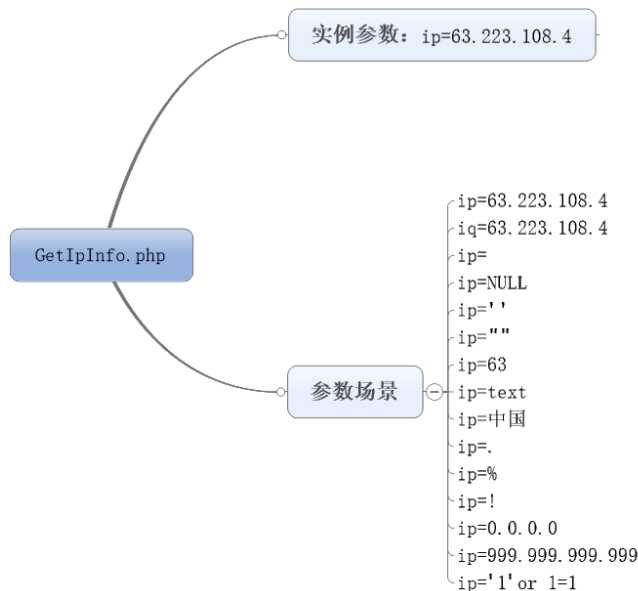 实例参数：ip=63.223.108.4
GetIpInfo.php
参数场景
ip=63.223.108.4
iq=63.223.108.4
ip=
ip=NULL
ip=''
ip=""
ip=63
ip=text
ip=中国
ip=.
ip=%
ip=!
ip=0.0.0.0
ip=999.999.999.999
ip='1'or 1=1